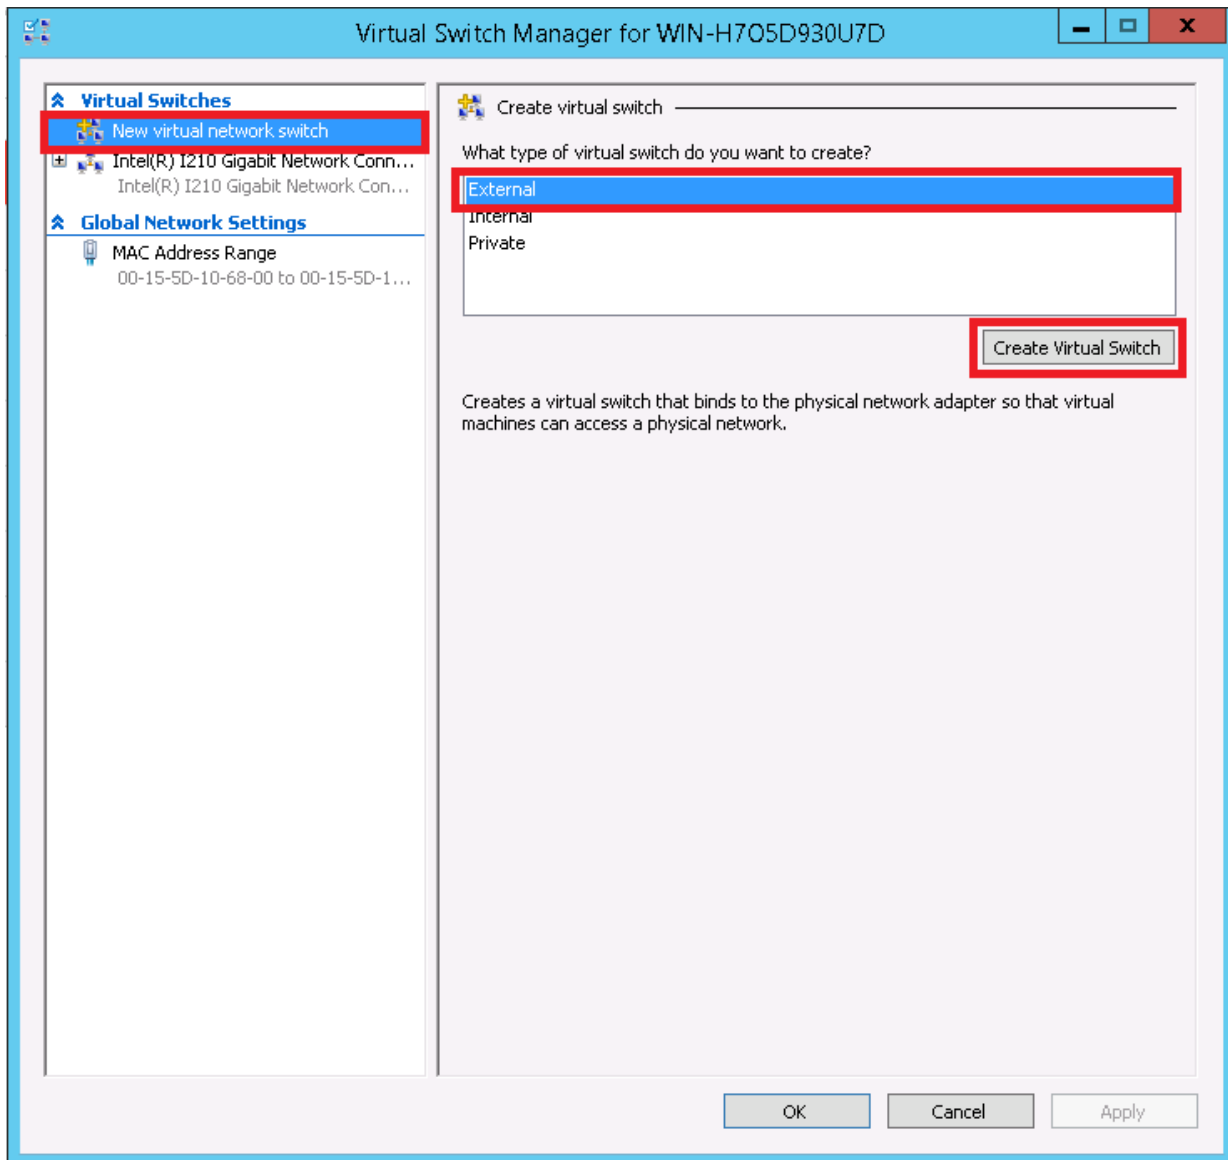 Virtual Switch Manager for WIN-H7O5D930U7D
Virtual Switches
New virtual network switch
Intel(R) I210 Gigabit Network Conn...
Intel(R) I210 Gigabit Network Con...
Global Network Settings
MAC Address Range
00-15-5D-10-68-00 to 00-15-5D-1...
Create virtual switch
What type of virtual switch do you want to create?
External
Internal
Private
Create Virtual Switch
Creates a virtual switch that binds to the physical network adapter so that virtual
machines can access a physical network.
OK
Cancel
Apply